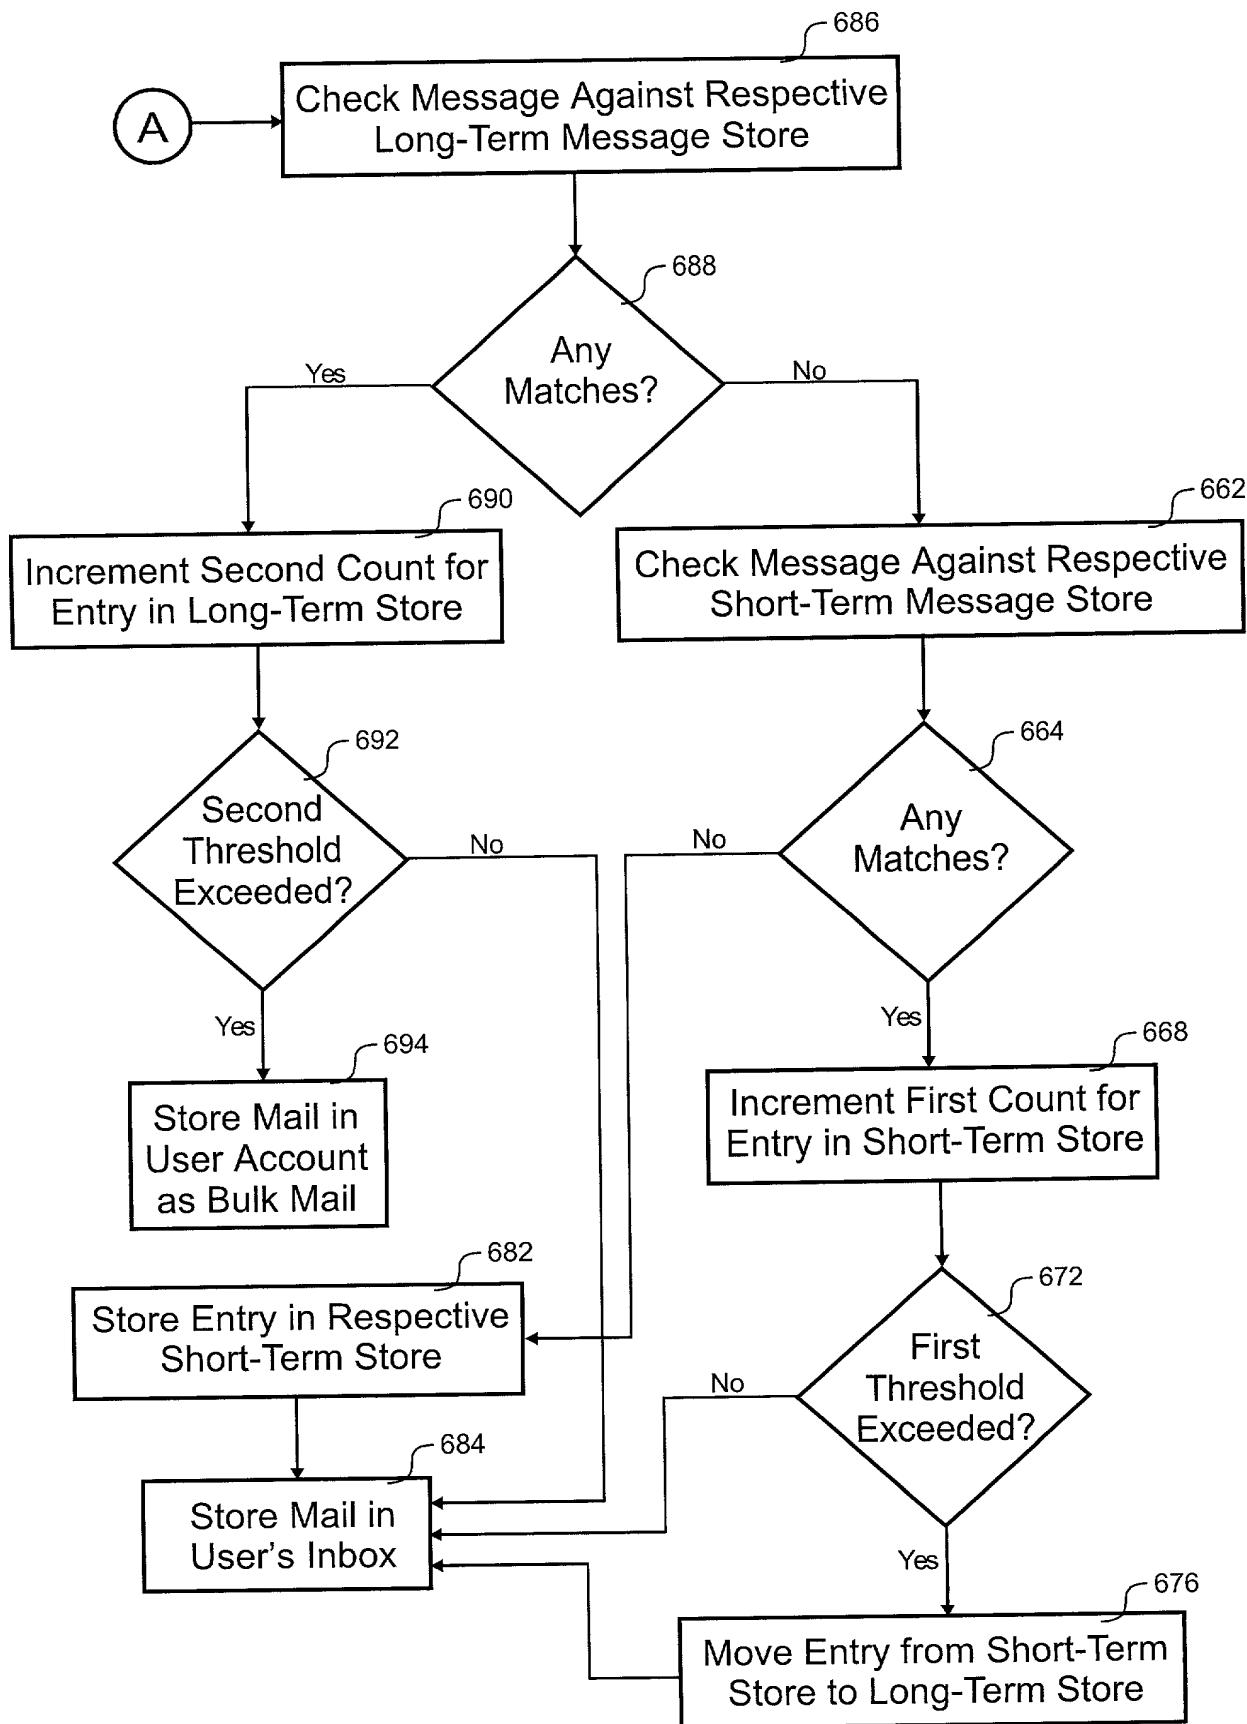 686
A
Check Message Against Respective
Long-Term Message Store
688
Any
Matches?
Yes
No
690
Increment Second Count for
Entry in Long-Term Store
662
Check Message Against Respective
Short-Term Message Store
692
Second
Threshold
Exceeded?
No
Yes
664
Any
Matches?
No
Yes
694
Store Mail in
User Account
as Bulk Mail
668
Increment First Count for
Entry in Short-Term Store
682
Store Entry in Respective
Short-Term Store
672
First
Threshold
Exceeded?
No
Yes
684
Store Mail in
User's Inbox
676
Move Entry from Short-Term
Store to Long-Term Store